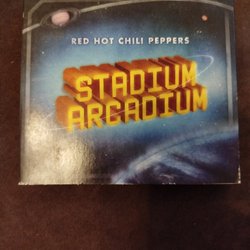 RED HOT CHILI PEPPERS
STADIUM
ARCADIUM